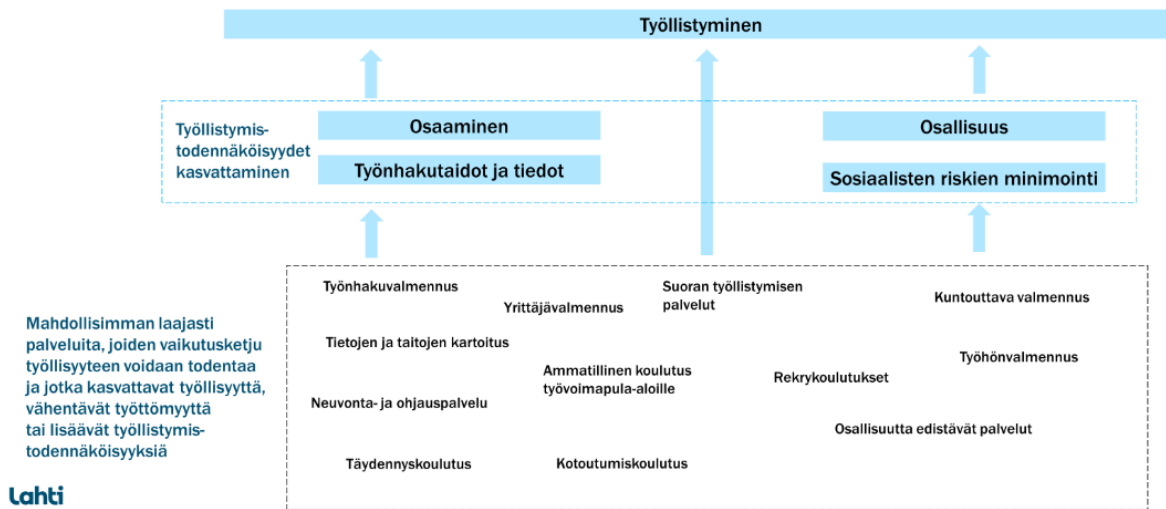 Työllistyminen
Työllistymis-
todennäköisyydet
kasvattaminen
Osaaminen
Työnhakutaidot ja tiedot
Osallisuus
Sosiaalisten riskien minimointi
Mahdollisimman laajasti
palveluita, joiden vaikutusketju
työllisyyteen voidaan todentaa
ja jotka kasvattavat työllisyyttä,
vähentävät työttömyyttä
tai lisäävät työllistymis-
todennäköisyyksiä
Työnhakuvalmennus
Yrittäjävalmennus
Suoran työllistymisen
palvelut
Kuntouttava valmennus
Tietojen ja taitojen kartoitus
Ammatillinen koulutus
työvoimapula-aloille
Rekrykoulutukset
Työhönvalmennus
Neuvonta- ja ohjauspalvelu
Osallisuutta edistävät palvelut
Täydennyskoulutus
Kotoutumiskoulutus
Lahti